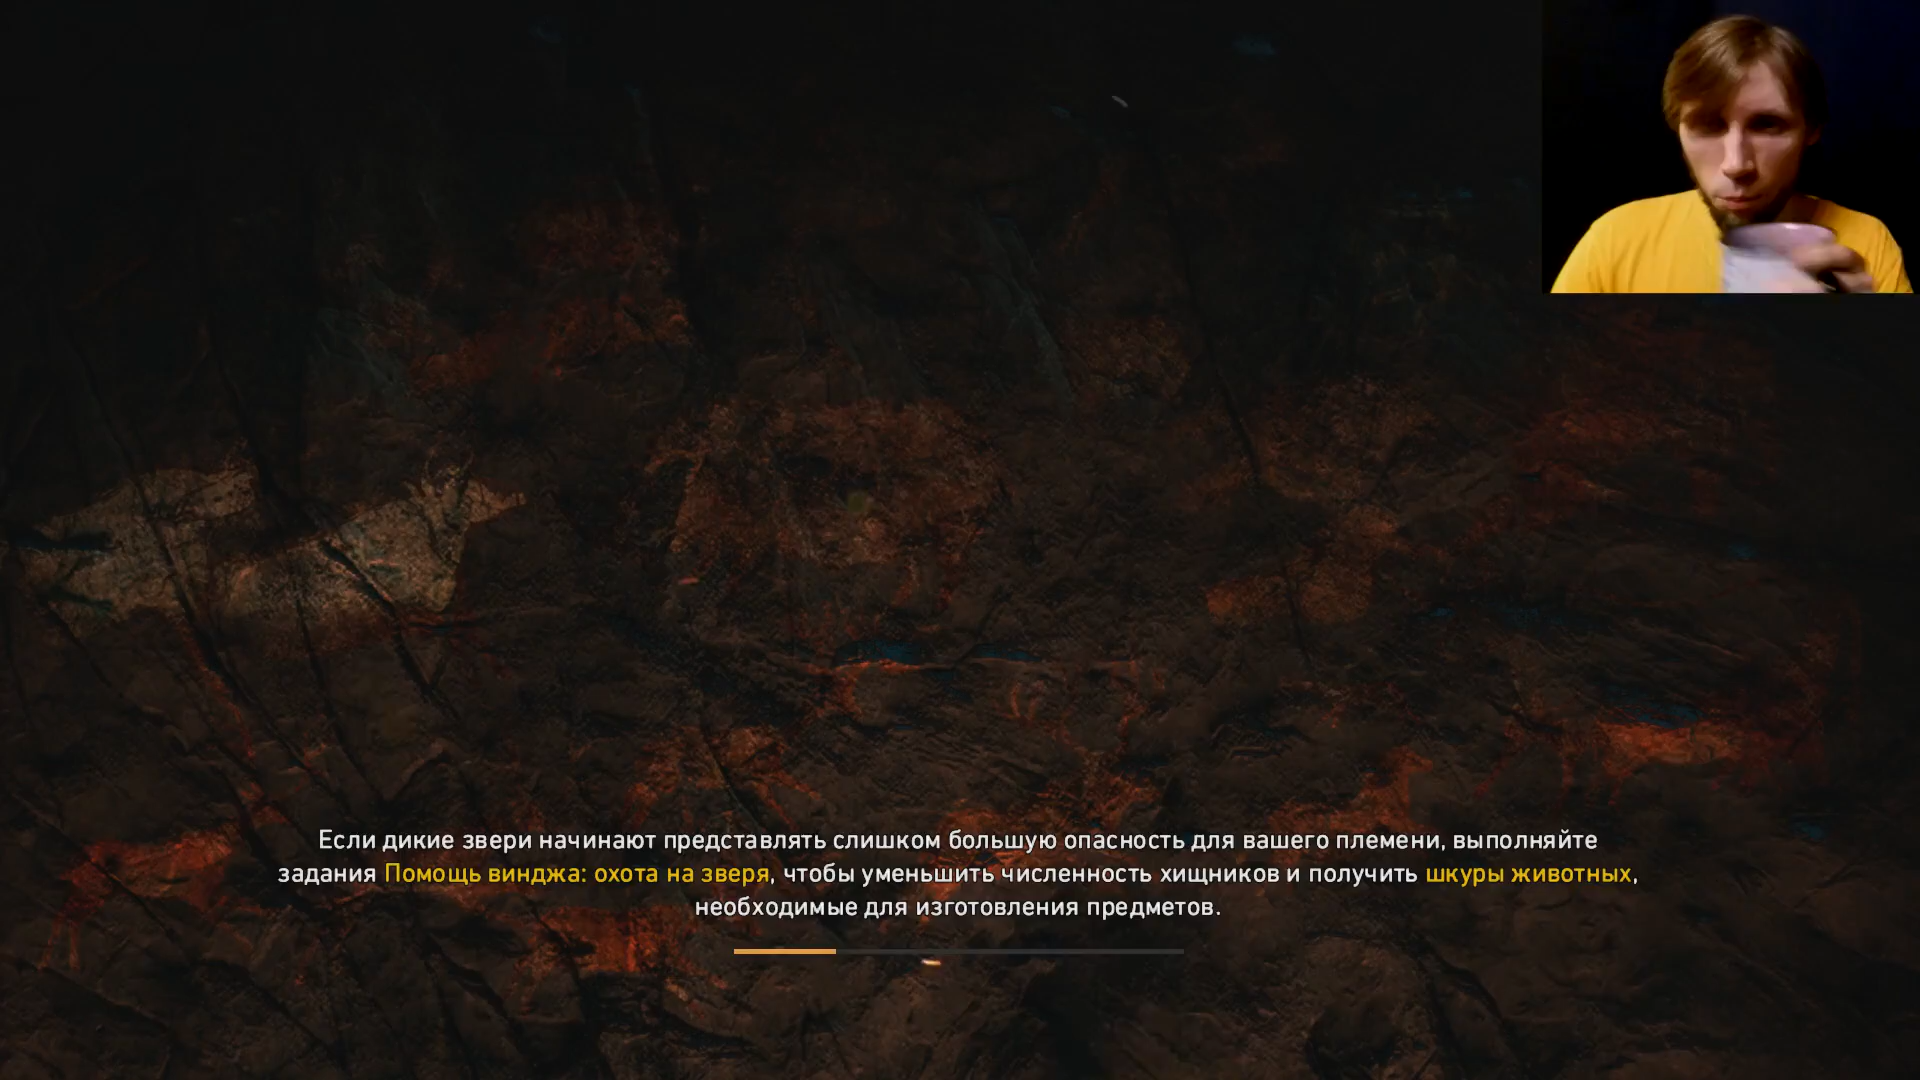 Если дикие звери начинают представлять слишком большую опасность для вашего племени, выполняйте
задания Помощь винджа: охота на зверя, чтобы уменьшить численность хищников и получить шкуры животных,
необходимые для изготовления предметов.